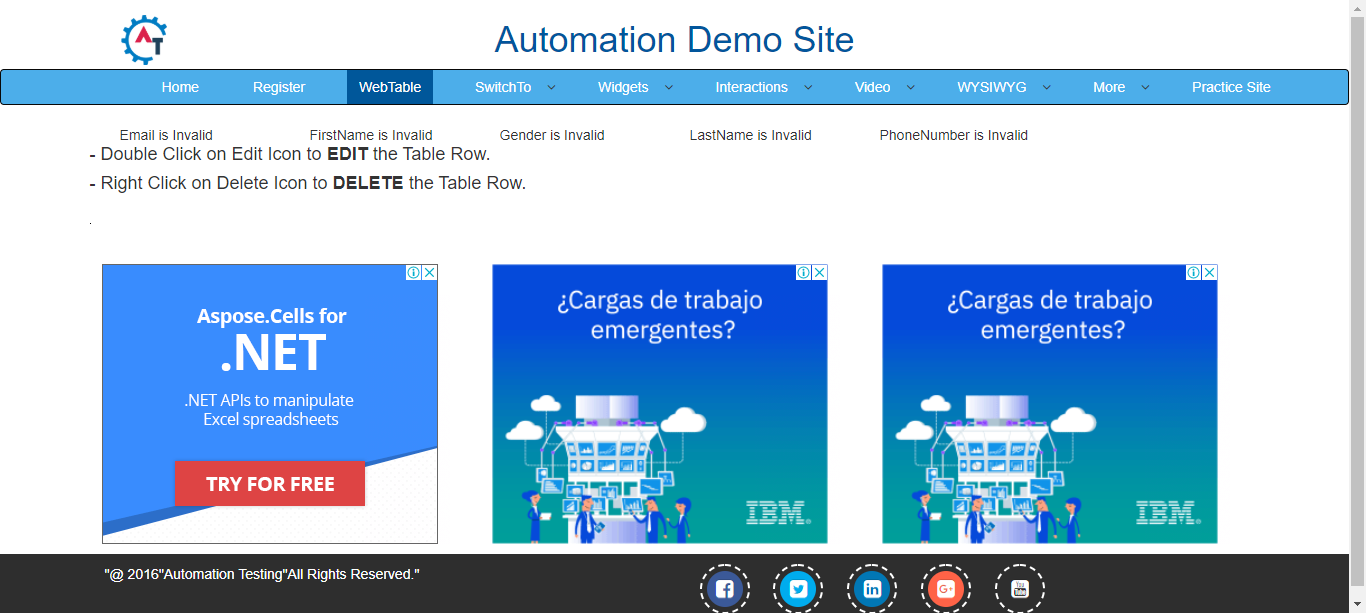 AT
Automation Demo Site
Home Register WebTable SwitchTo Widgets Interactions Video WYSIWYG More Practice Site
Email is Invalid FirstName is Invalid Gender is Invalid LastName is Invalid PhoneNumber is Invalid
- Double Click on Edit Icon to EDIT the Table Row.
- Right Click on Delete Icon to DELETE the Table Row.
.
Aspose.Cells for
.NET
.NET APIs to manipulate
Excel spreadsheets
TRY FOR FREE
¿Cargas de trabajo
emergentes?
IBM.
¿Cargas de trabajo
emergentes?
IBM.
"@ 2016"Automation Testing"All Rights Reserved."
f in G+ You Tube